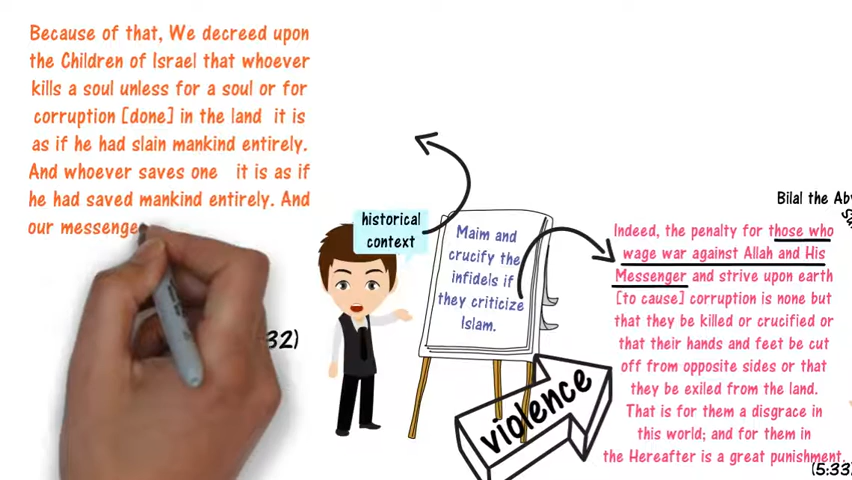 Because of that, We decreed upon
the Children of Israel that whoever
kills a soul unless for a soul or for
corruption [done] in the land it is
as if he had slain mankind entirely.
And whoever saves one it is as if
he had saved mankind entirely. And
our messenge
32)
historical
context
Maim and
crucify the
infidels if
they criticize
Islam.
violence
Bilal the Aby
Indeed, the penalty for those who
wage war against Allah and His
Messenger and strive upon earth
[to cause] corruption is none but
that they be killed or crucified or
that their hands and feet be cut
off from opposite sides or that
they be exiled from the land.
That is for them a disgrace in
this world; and for them in
the Hereafter is a great punishment.
(5:33